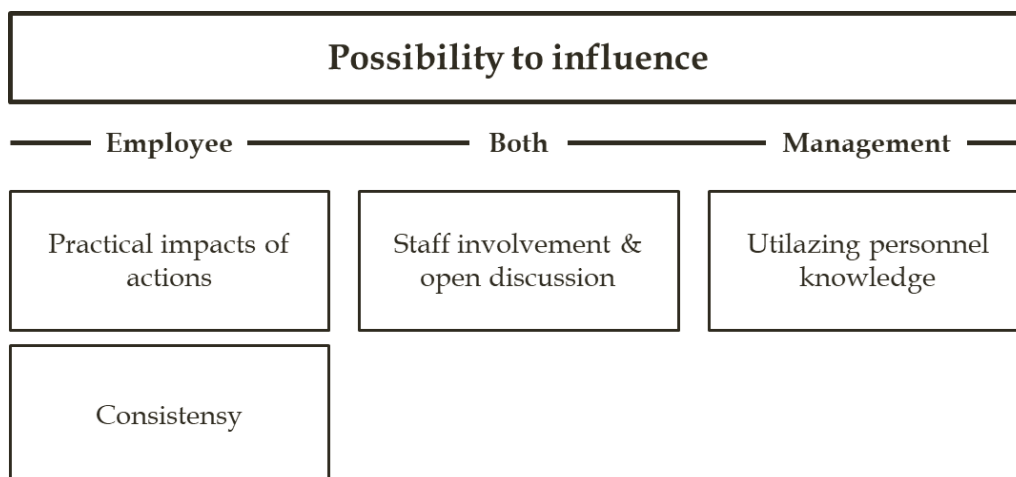 Possibility to influence
Employee
Both
Management
Practical impacts of
actions
Staff involvement &
open discussion
Utilazing personnel
knowledge
Consistensy